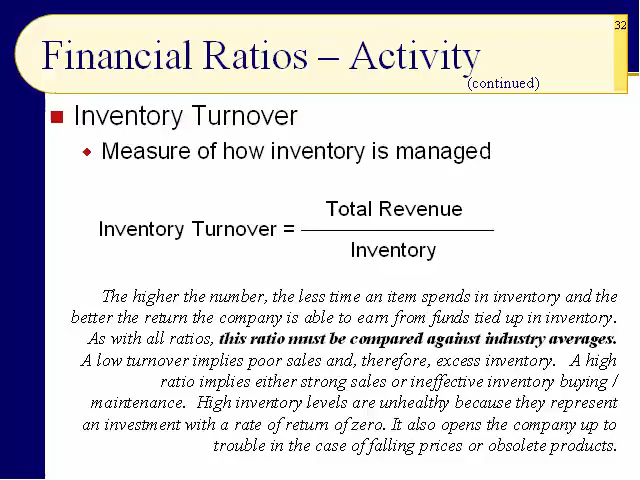 32
Financial Ratios – Activity
(continued)
Inventory Turnover
Measure of how inventory is managed
Inventory Turnover = Total Revenue
Inventory
The higher the number, the less time an item spends in inventory and the
better the return the company is able to earn from funds tied up in inventory.
As with all ratios, this ratio must be compared against industry averages.
A low turnover implies poor sales and, therefore, excess inventory. A high
ratio implies either strong sales or ineffective inventory buying /
maintenance. High inventory levels are unhealthy because they represent
an investment with a rate of return of zero. It also opens the company up to
trouble in the case of falling prices or obsolete products.